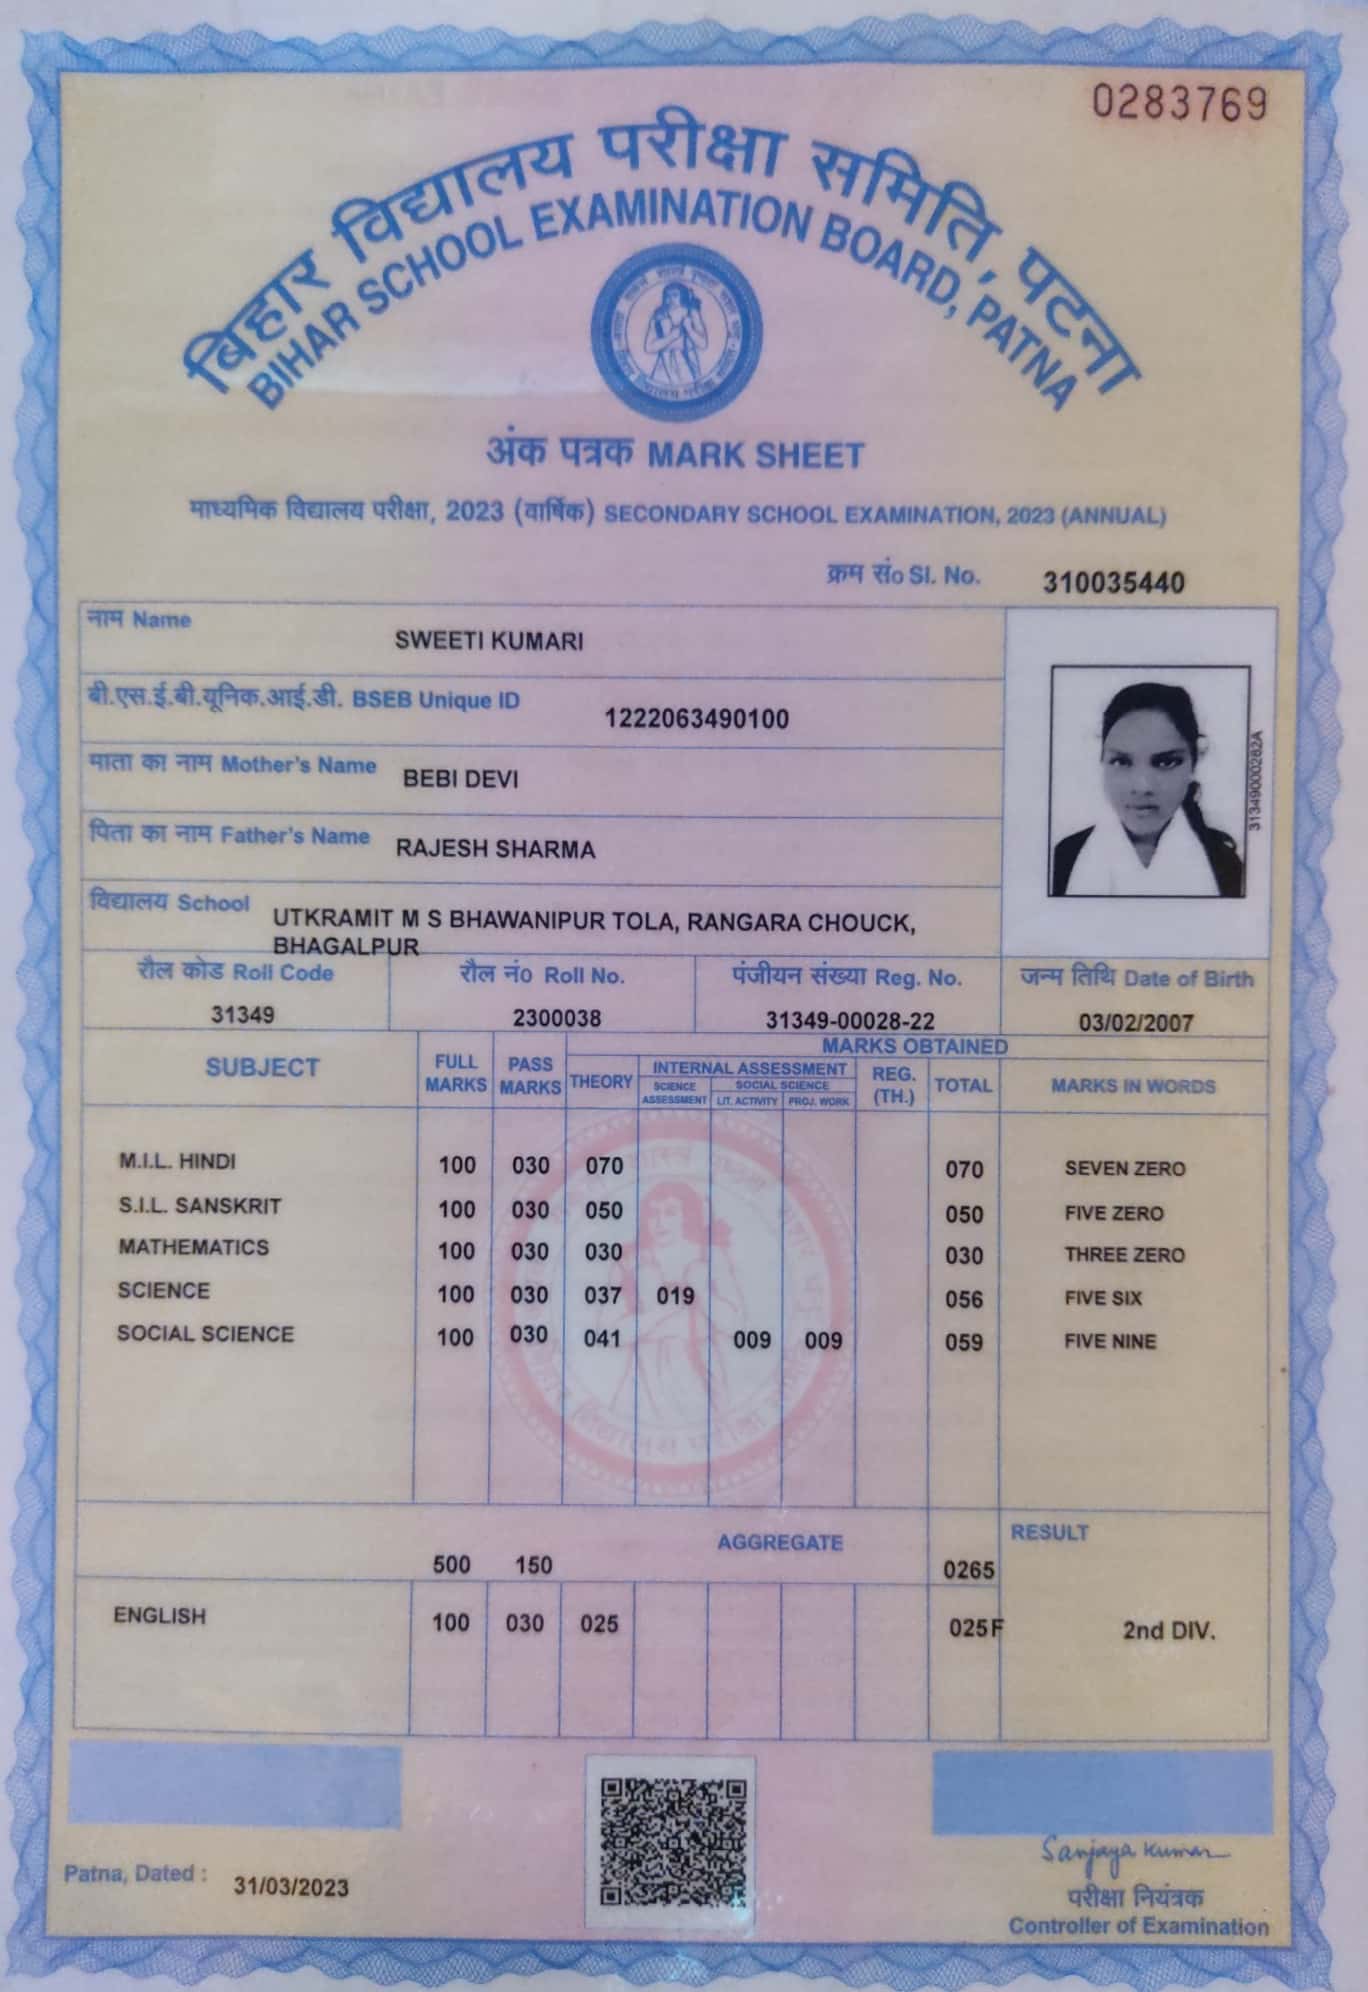 0283769
बिहार विद्यालय परीक्षा समिति, पटना
BIHAR SCHOOL EXAMINATION BOARD, PATNA
अंक पत्रक MARK SHEET
माध्यमिक विद्यालय परीक्षा, 2023 (वार्षिक) SECONDARY SCHOOL EXAMINATION, 2023 (ANNUAL)
क्रम सं० Sl. No. 310035440
नाम Name SWEETI KUMARI
बी.एस.ई.बी.यूनिक.आई.डी. BSEB Unique ID 1222063490100
माता का नाम Mother's Name BEBI DEVI
पिता का नाम Father's Name RAJESH SHARMA
31349000282A
विद्यालय School UTKRAMIT M S BHAWANIPUR TOLA, RANGARA CHOUCK,
BHAGALPUR
रौल कोड Roll Code रौल नं० Roll No. पंजीयन संख्या Reg. No. जन्म तिथि Date of Birth
31349 2300038 31349-00028-22 03/02/2007
SUBJECT FULL MARKS PASS MARKS MARKS OBTAINED
THEORY INTERNAL ASSESSMENT REG. (TH.) TOTAL MARKS IN WORDS
SCIENCE ASSESSMENT SOCIAL SCIENCE
LIT. ACTIVITY PROJ. WORK
M.I.L. HINDI 100 030 070 070 SEVEN ZERO
S.I.L. SANSKRIT 100 030 050 050 FIVE ZERO
MATHEMATICS 100 030 030 030 THREE ZERO
SCIENCE 100 030 037 019 056 FIVE SIX
SOCIAL SCIENCE 100 030 041 009 009 059 FIVE NINE
AGGREGATE RESULT
500 150 0265
ENGLISH 100 030 025 025F 2nd DIV.
Patna, Dated : 31/03/2023
Sanjaya Kumar
परीक्षा नियंत्रक
Controller of Examination